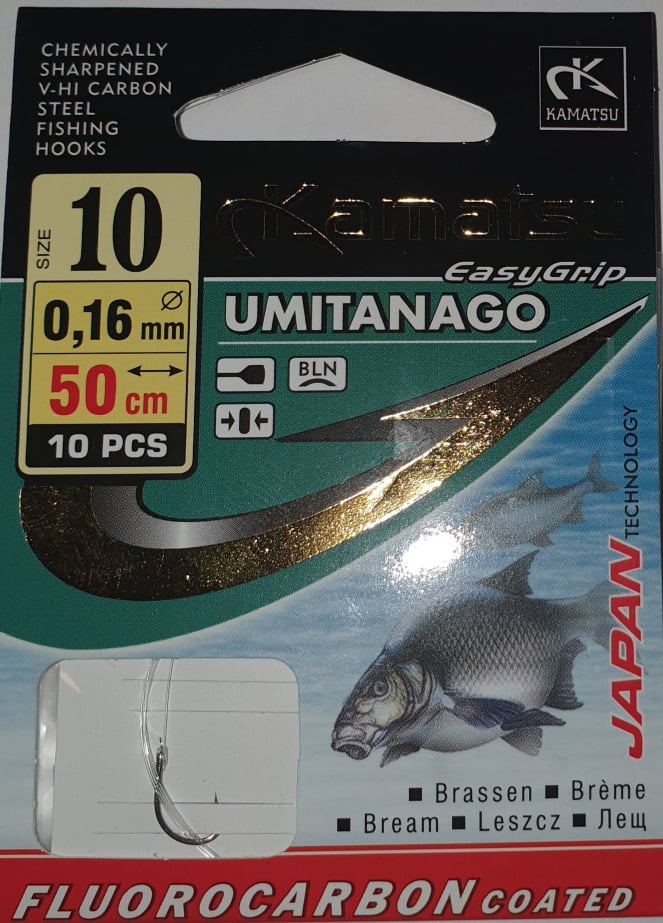 CHEMICALLY
SHARPENED
V-HI CARBON
STEEL
FISHING
HOOKS
KAMATSU
SIZE 10
0,16 mm Ø
50 cm
10 PCS
Kamatsu
EasyGrip
UMITANAGO
BLN
JAPAN TECHNOLOGY
■ Brassen ■ Brème
■ Bream ■ Leszcz ■ Лещ
FLUOROCARBON COATED